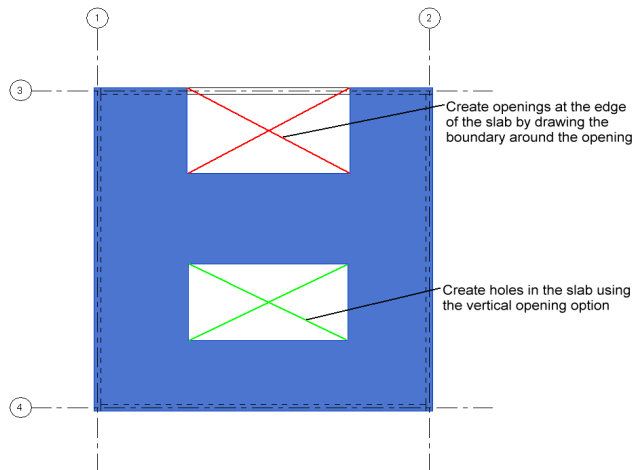 1
2
3
Create openings at the edge
of the slab by drawing the
boundary around the opening
Create holes in the slab using
the vertical opening option
4